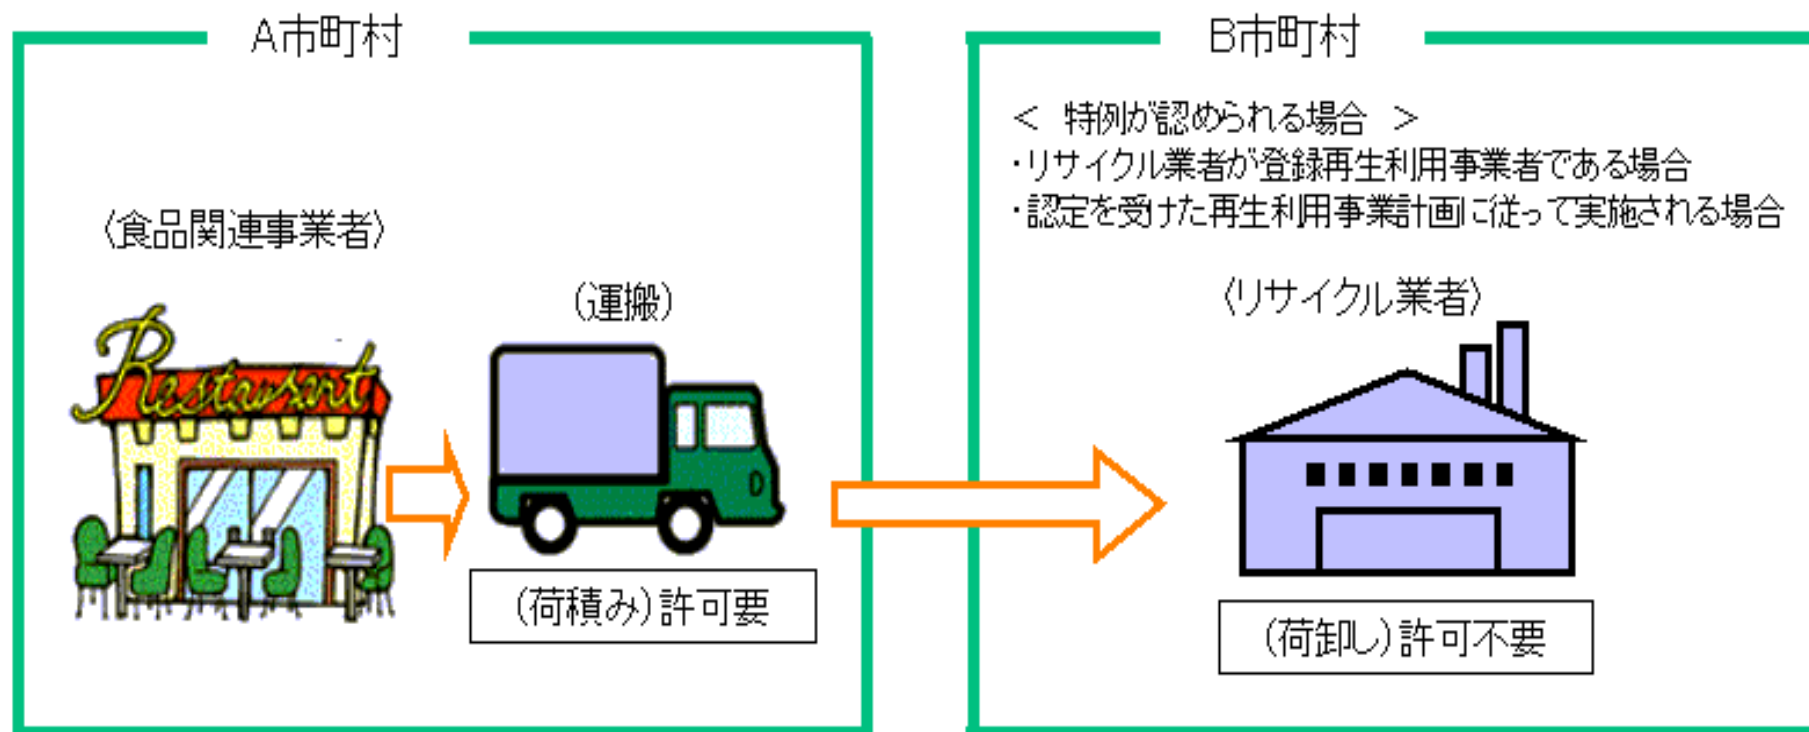 A市町村
〈食品関連事業者〉
Restaurant
(運搬)
(荷積み)許可要
B市町村
< 特例が認められる場合 >
・リサイクル業者が登録再生利用事業者である場合
・認定を受けた再生利用事業計画に従って実施される場合
〈リサイクル業者〉
(荷卸し)許可不要